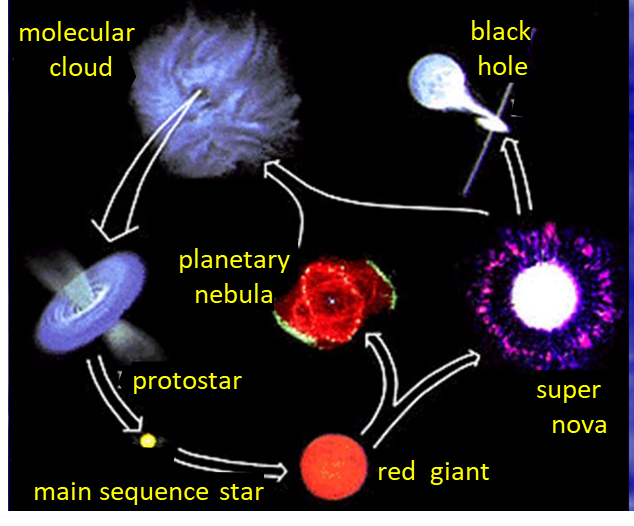 molecular
cloud
black
hole
planetary
nebula
protostar
super
nova
red giant
main sequence star